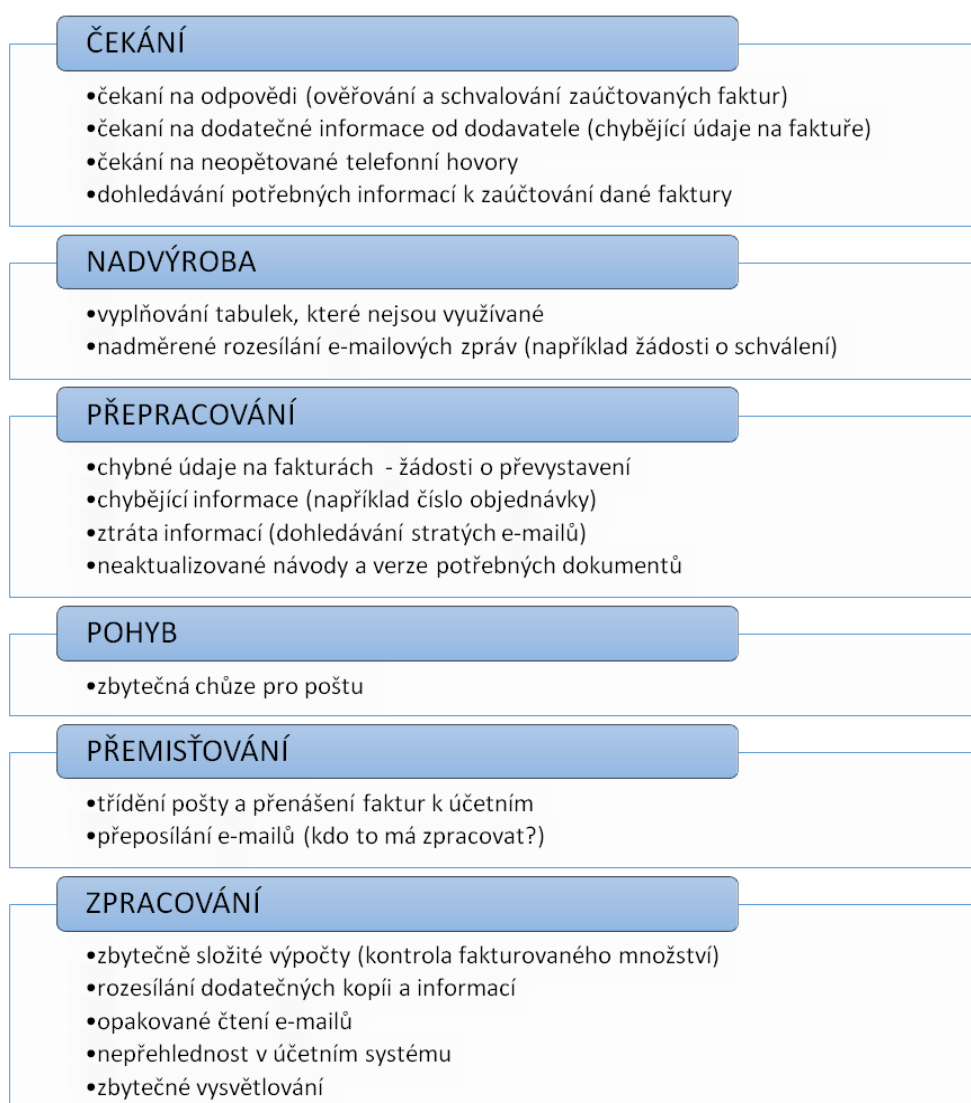 ČEKÁNÍ
•čekaní na odpovědi (ověřování a schvalování zaúčtovaných faktur)
•čekaní na dodatečné informace od dodavatele (chybějící údaje na faktuře)
•čekání na neopětované telefonní hovory
•dohledávání potřebných informací k zaúčtování dané faktury
NADVÝROBA
•vyplňování tabulek, které nejsou využívané
•nadměrené rozesílání e-mailových zpráv (například žádosti o schválení)
PŘEPRACOVÁNÍ
•chybné údaje na fakturách - žádosti o převystavení
•chybějící informace (například číslo objednávky)
•ztráta informací (dohledávání stratých e-mailů)
•neaktualizované návody a verze potřebných dokumentů
POHYB
•zbytečná chůze pro poštu
PŘEMISŤOVÁNÍ
•třídění pošty a přenášení faktur k účetním
•přeposílání e-mailů (kdo to má zpracovat?)
ZPRACOVÁNÍ
•zbytečně složité výpočty (kontrola fakturovaného množství)
•rozesílání dodatečných kopíi a informací
•opakované čtení e-mailů
•nepřehlednost v účetním systému
•zbytečné vysvětlování